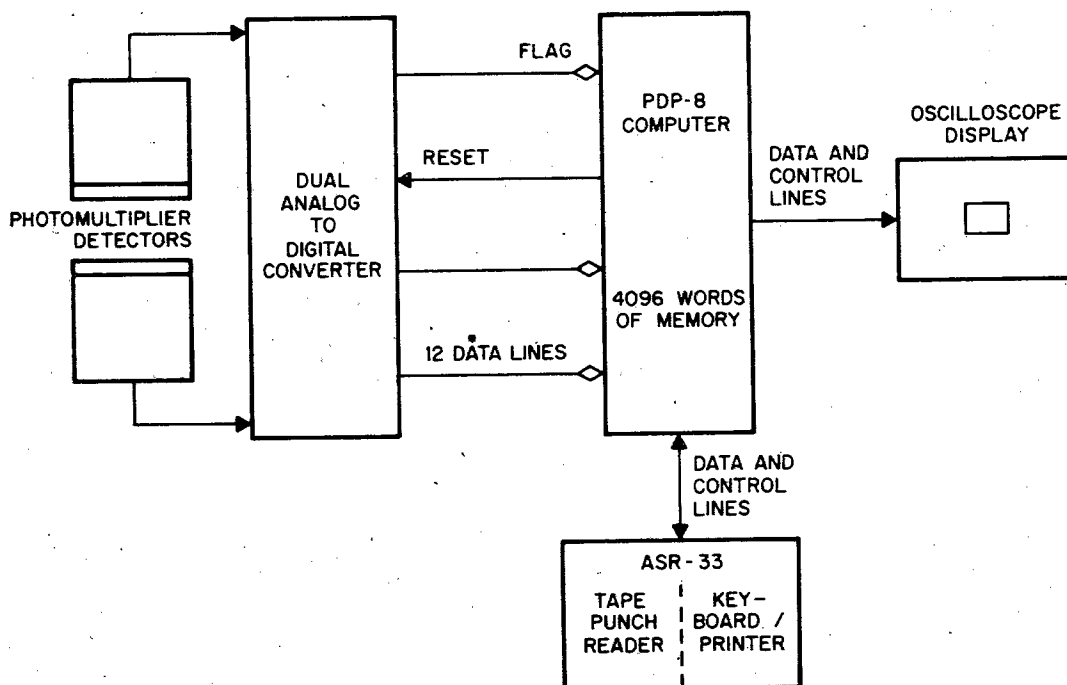 FLAG
PDP-8
COMPUTER
OSCILLOSCOPE
DISPLAY
RESET
DATA AND
CONTROL
LINES
DUAL
ANALOG
TO
DIGITAL
CONVERTER
PHOTOMULTIPLIER
DETECTORS
4096 WORDS
OF MEMORY
12 DATA LINES
DATA AND
CONTROL
LINES
ASR-33
TAPE
PUNCH
READER
KEY-
BOARD /
PRINTER